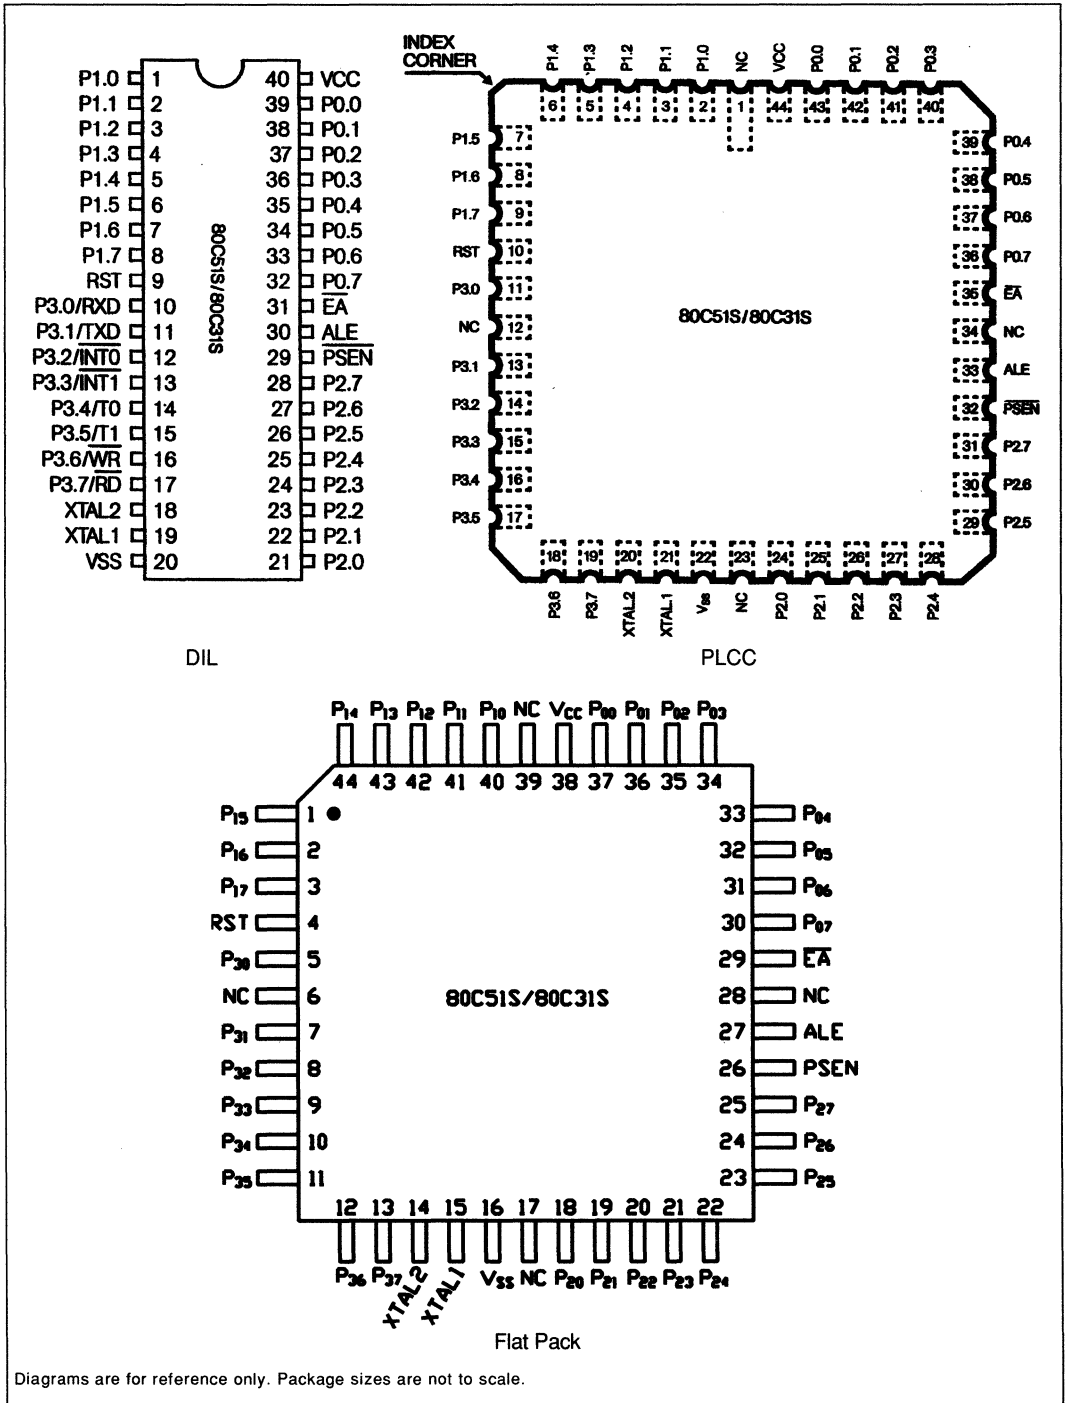 P1.0 1 40 VCC
P1.1 2 39 P0.0
P1.2 3 38 P0.1
P1.3 4 37 P0.2
P1.4 5 36 P0.3
P1.5 6 35 P0.4
P1.6 7 34 P0.5
P1.7 8 33 P0.6
RST 9 32 P0.7
P3.0/RXD 10 31 EA
P3.1/TXD 11 30 ALE
P3.2/INT0 12 29 PSEN
P3.3/INT1 13 28 P2.7
P3.4/T0 14 27 P2.6
P3.5/T1 15 26 P2.5
P3.6/WR 16 25 P2.4
P3.7/RD 17 24 P2.3
XTAL2 18 23 P2.2
XTAL1 19 22 P2.1
VSS 20 21 P2.0
80C51S/80C31S
DIL
INDEX
CORNER
P1.4 P1.3 P1.2 P1.1 P1.0 NC VCC P0.0 P0.1 P0.2 P0.3
6 5 4 3 2 1 44 43 42 41 40
P1.5 7 39 P0.4
P1.6 8 38 P0.5
P1.7 9 37 P0.6
RST 10 36 P0.7
P3.0 11 35 EA
NC 12 34 NC
P3.1 13 33 ALE
P3.2 14 32 PSEN
P3.3 15 31 P2.7
P3.4 16 30 P2.6
P3.5 17 29 P2.5
80C51S/80C31S
18 19 20 21 22 23 24 25 26 27 28
P3.6 P3.7 XTAL2 XTAL1 Vss NC P2.0 P2.1 P2.2 P2.3 P2.4
PLCC
P14 P13 P12 P11 P10 NC VCC P00 P01 P02 P03
44 43 42 41 40 39 38 37 36 35 34
P15 1 33 P04
P16 2 32 P05
P17 3 31 P06
RST 4 30 P07
P30 5 29 EA
NC 6 28 NC
P31 7 27 ALE
P32 8 26 PSEN
P33 9 25 P27
P34 10 24 P26
P35 11 23 P25
80C51S/80C31S
12 13 14 15 16 17 18 19 20 21 22
P36 P37 XTAL2 XTAL1 VSS NC P20 P21 P22 P23 P24
Flat Pack
Diagrams are for reference only. Package sizes are not to scale.